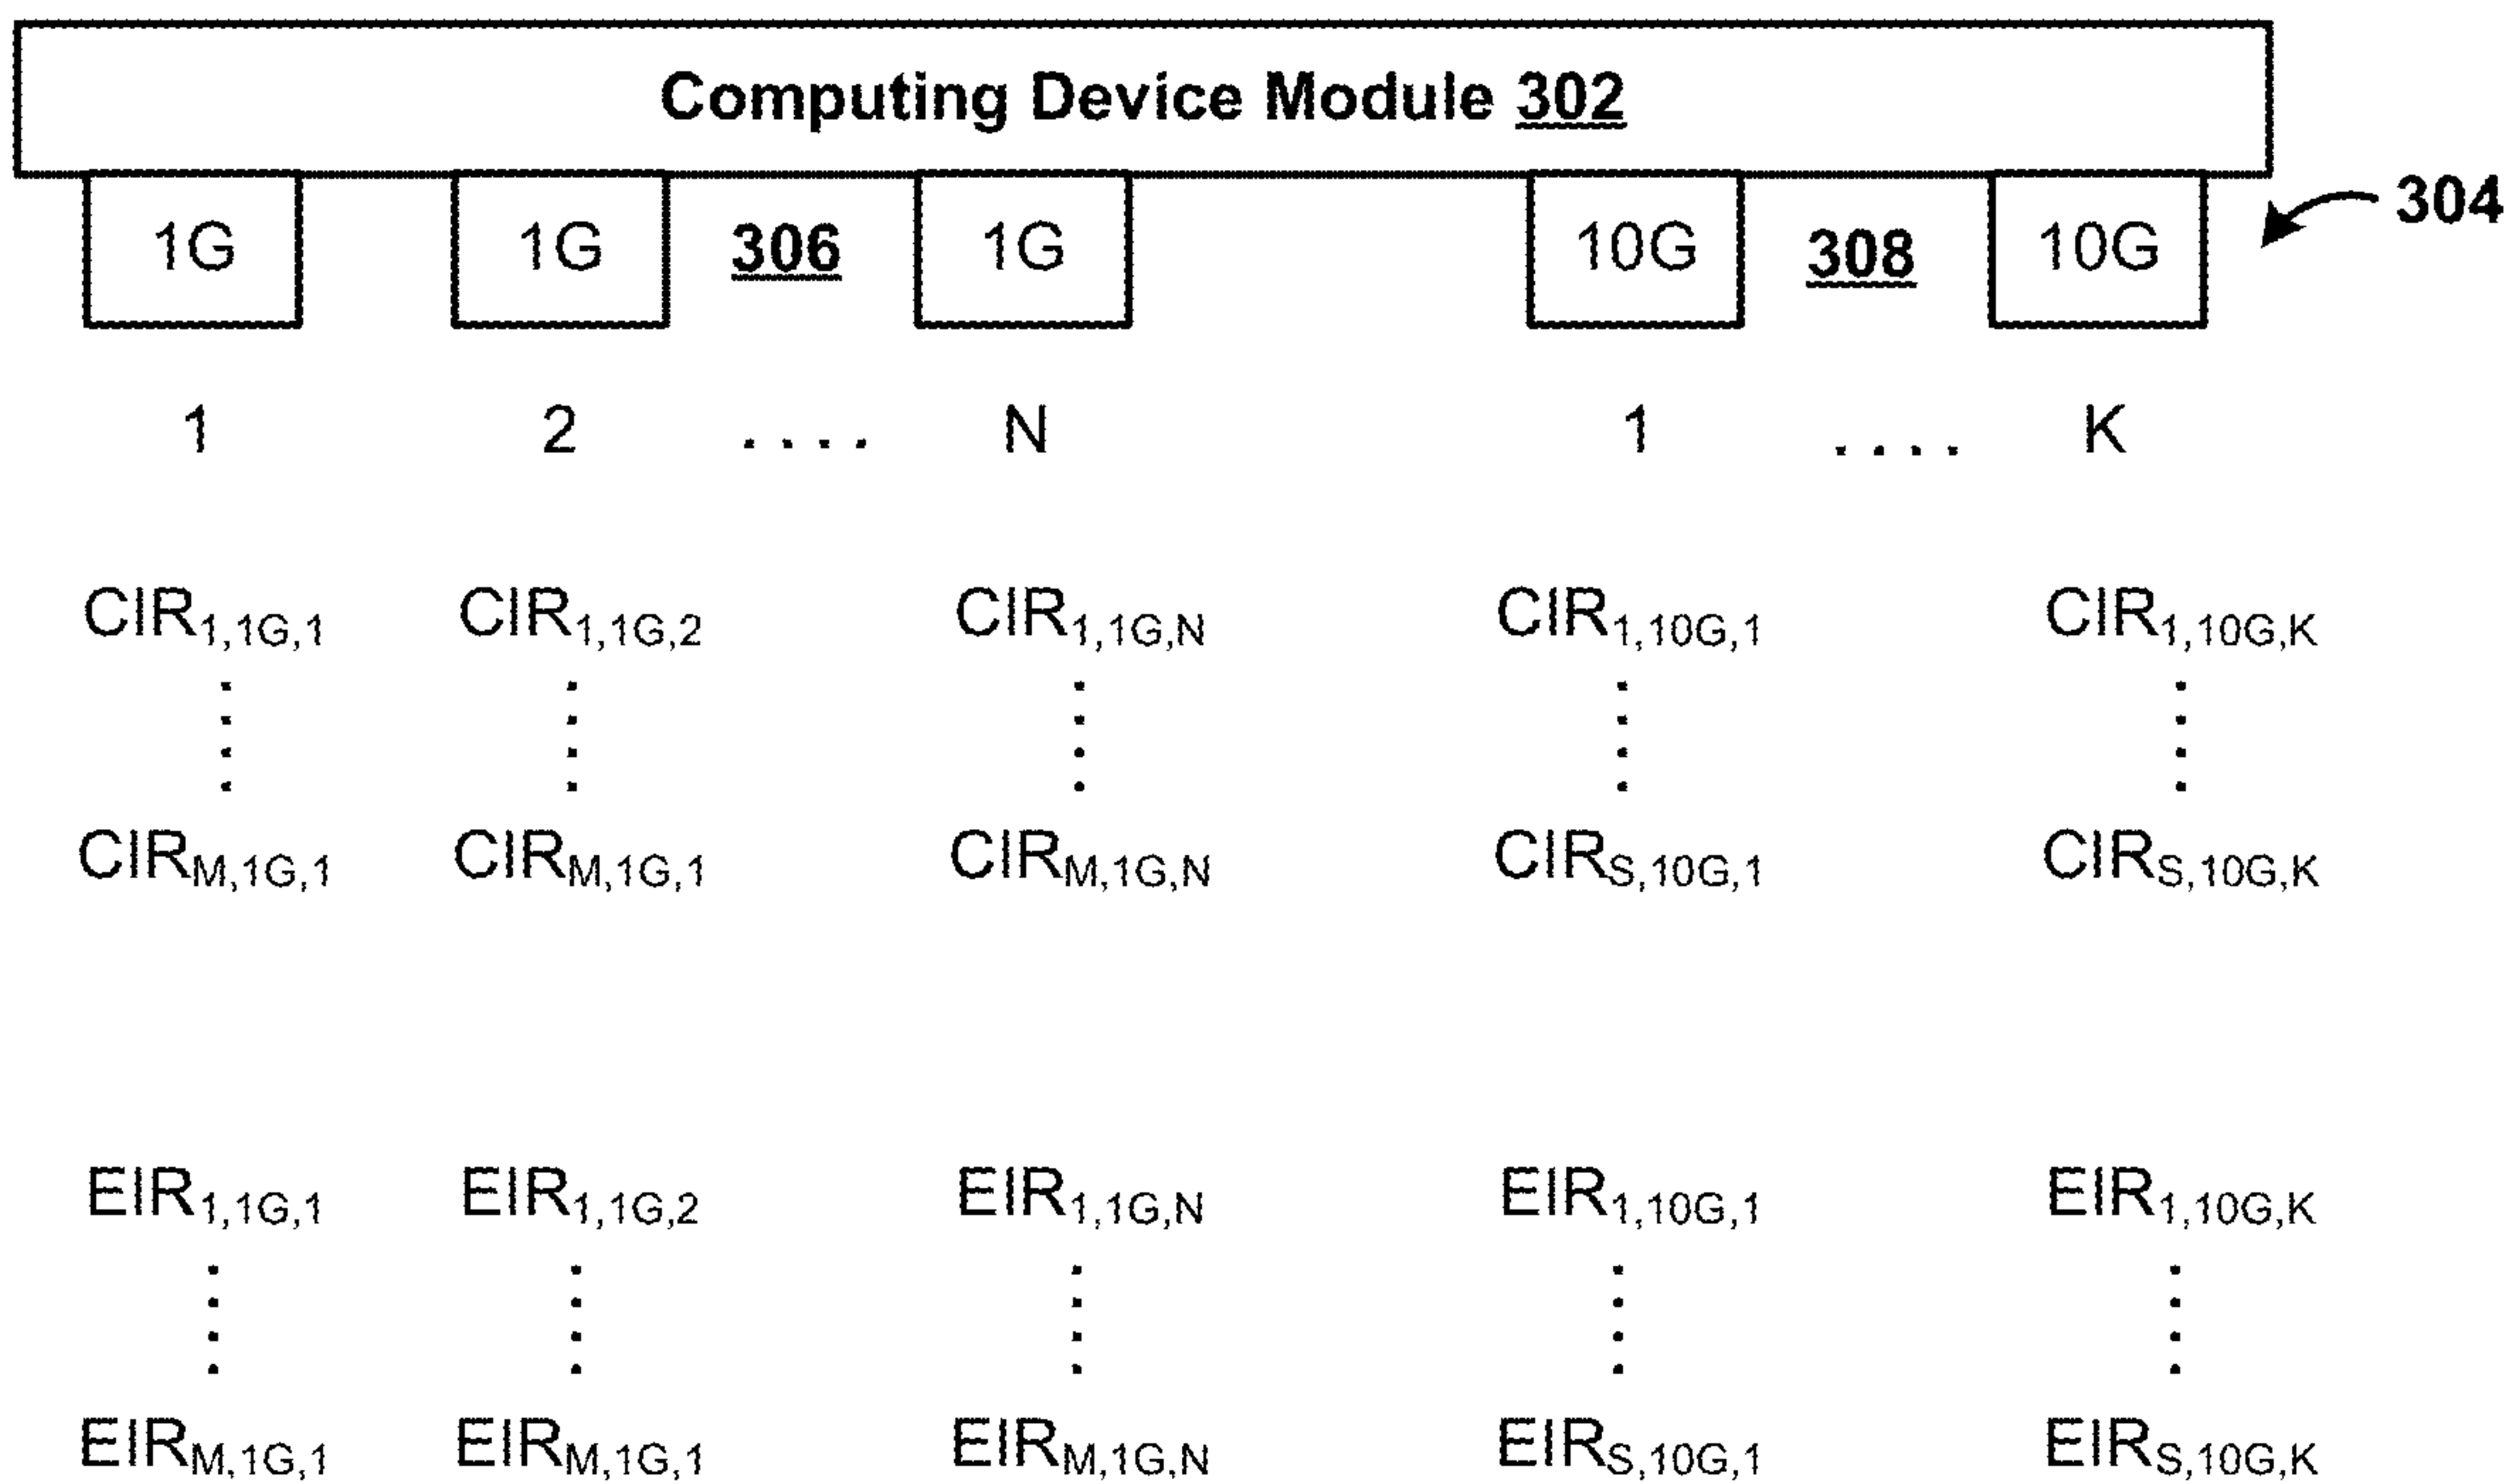 Computing Device Module 302
1G 1G 306 1G 10G 308 10G 304
1 2 .... N 1 .... K
CIR1,1G,1 CIR1,1G,2 CIR1,1G,N CIR1,10G,1 CIR1,10G,K
CIRM,1G,1 CIRM,1G,1 CIRM,1G,N CIRS,10G,1 CIRS,10G,K
EIR1,1G,1 EIR1,1G,2 EIR1,1G,N EIR1,10G,1 EIR1,10G,K
EIRM,1G,1 EIRM,1G,1 EIRM,1G,N EIRS,10G,1 EIRS,10G,K